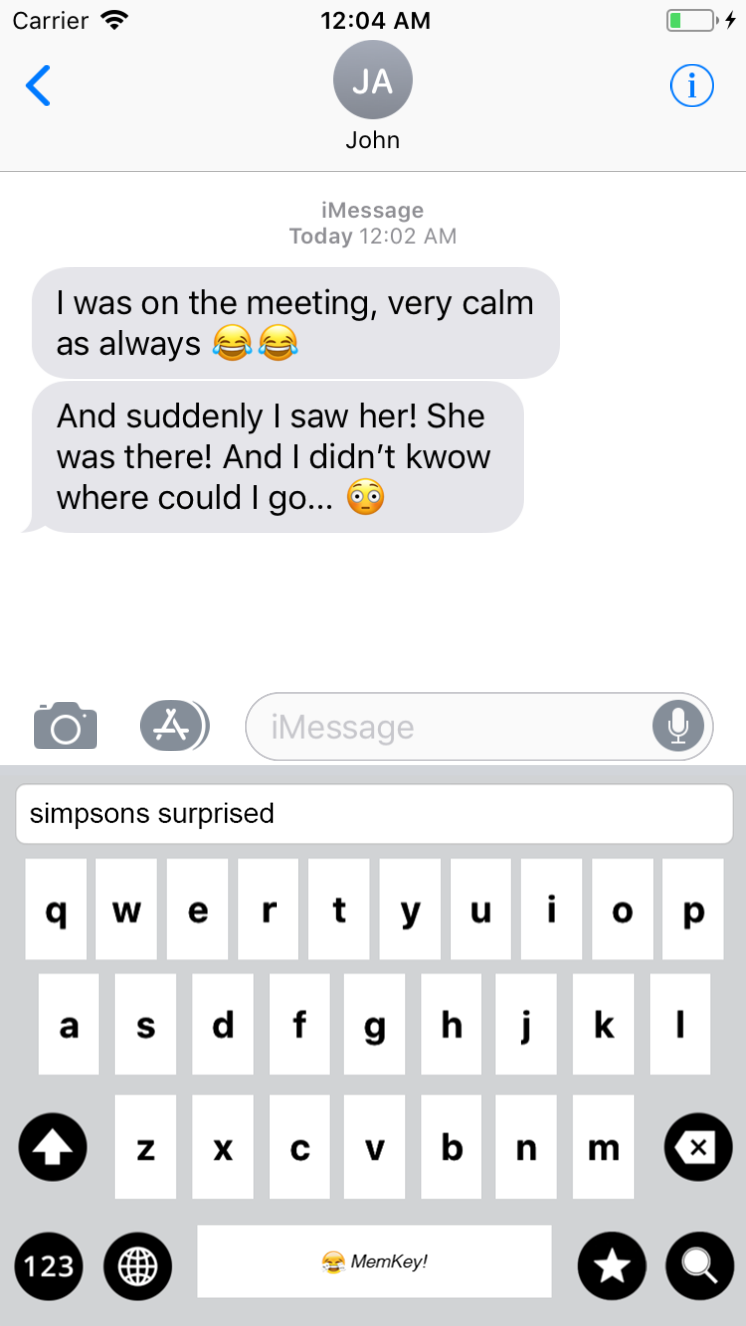 Carrier 12:04 AM
JA
John
iMessage
Today 12:02 AM
I was on the meeting, very calm
as always 😂😂
And suddenly I saw her! She
was there! And I didn't kwow
where could I go... 😳
iMessage
simpsons surprised
q w e r t y u i o p
a s d f g h j k l
z x c v b n m
123 MemKey!